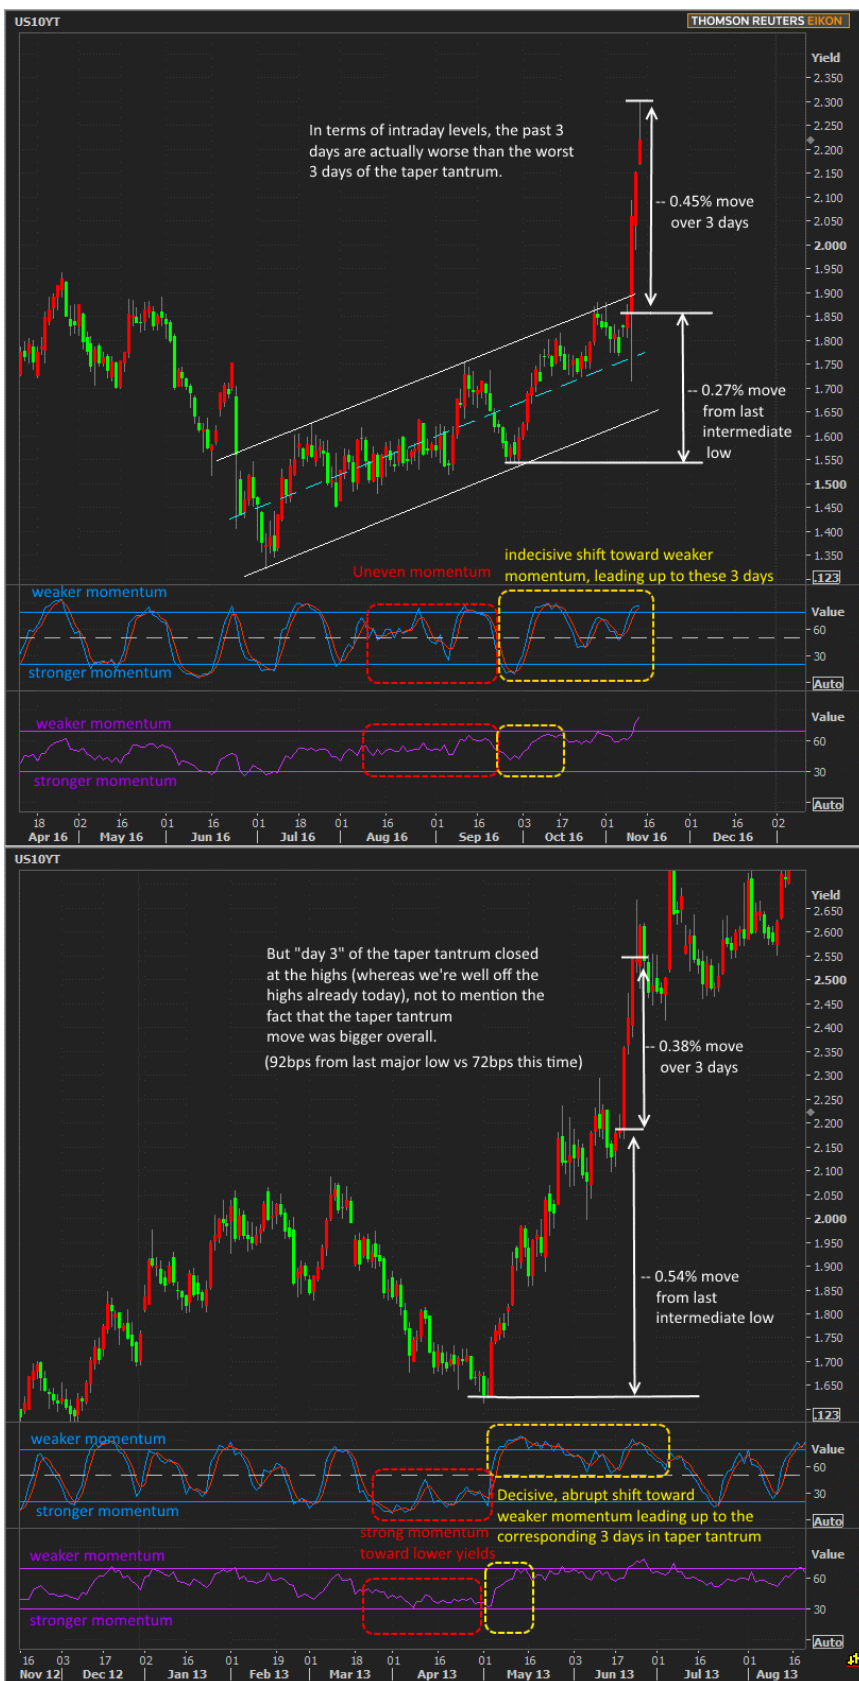 US10YT
THOMSON REUTERS EIKON
Yield
2.350
2.300
2.250
2.200
2.150
2.100
2.050
2.000
1.950
1.900
1.850
1.800
1.750
1.700
1.650
1.600
1.550
1.500
1.450
1.400
1.350
.123
In terms of intraday levels, the past 3
days are actually worse than the worst
3 days of the taper tantrum.
-- 0.45% move
over 3 days
-- 0.27% move
from last
intermediate
low
Uneven momentum
indecisive shift toward weaker
momentum, leading up to these 3 days
weaker momentum
stronger momentum
Value
60
30
Auto
weaker momentum
stronger momentum
Value
60
30
Auto
18 02 16 01 16 01 18 01 16 01 16 03 17 01 16 01 16 02
Apr 16 May 16 Jun 16 Jul 16 Aug 16 Sep 16 Oct 16 Nov 16 Dec 16
US10YT
Yield
2.650
2.600
2.550
2.500
2.450
2.400
2.350
2.300
2.250
2.200
2.150
2.100
2.050
2.000
1.950
1.900
1.850
1.800
1.750
1.700
1.650
.123
But "day 3" of the taper tantrum closed
at the highs (whereas we're well off the
highs already today), not to mention the
fact that the taper tantrum
move was bigger overall.
(92bps from last major low vs 72bps this time)
-- 0.38% move
over 3 days
-- 0.54% move
from last
intermediate low
weaker momentum
stronger momentum
Value
60
30
Auto
Decisive, abrupt shift toward
weaker momentum leading up to the
corresponding 3 days in taper tantrum
strong momentum
toward lower yields
weaker momentum
stronger momentum
Value
60
30
Auto
16 03 17 02 16 01 19 01 18 01 16 01 16 03 17 01 16 01 16
Nov 12 Dec 12 Jan 13 Feb 13 Mar 13 Apr 13 May 13 Jun 13 Jul 13 Aug 13